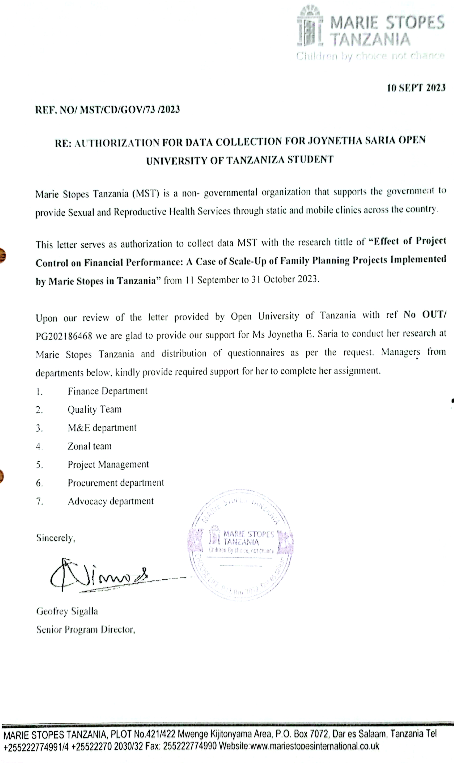 MARIE STOPES
TANZANIA
Children by choice not chance
10 SEPT 2023
REF. NO/ MST/CD/GOV/73 /2023
RE: AUTHORIZATION FOR DATA COLLECTION FOR JOYNETHA SARIA OPEN
UNIVERSITY OF TANZANIZA STUDENT
Marie Stopes Tanzania (MST) is a non- governmental organization that supports the government to
provide Sexual and Reproductive Health Services through static and mobile clinics across the country.
This letter serves as authorization to collect data MST with the research tittle of “Effect of Project
Control on Financial Performance: A Case of Scale-Up of Family Planning Projects Implemented
by Marie Stopes in Tanzania” from 11 September to 31 October 2023.
Upon our review of the letter provided by Open University of Tanzania with ref No OUT/
PG202186468 we are glad to provide our support for Ms Joynetha E. Saria to conduct her research at
Marie Stopes Tanzania and distribution of questionnaires as per the request. Managers from
departments below, kindly provide required support for her to complete her assignment.
1. Finance Department
2. Quality Team
3. M&E department
4. Zonal team
5. Project Management
6. Procurement department
7. Advocacy department
MARIE STOPES
TANZANIA
Sincerely,
Geofrey Sigalla
Senior Program Director,
MARIE STOPES TANZANIA, PLOT No.421/422 Mwenge Kijitonyama Area, P.O. Box 7072, Dar es Salaam, Tanzania Tel
+255222774991/4 +25522270 2030/32 Fax: 255222774990 Website:www.mariestopesinternational.co.uk